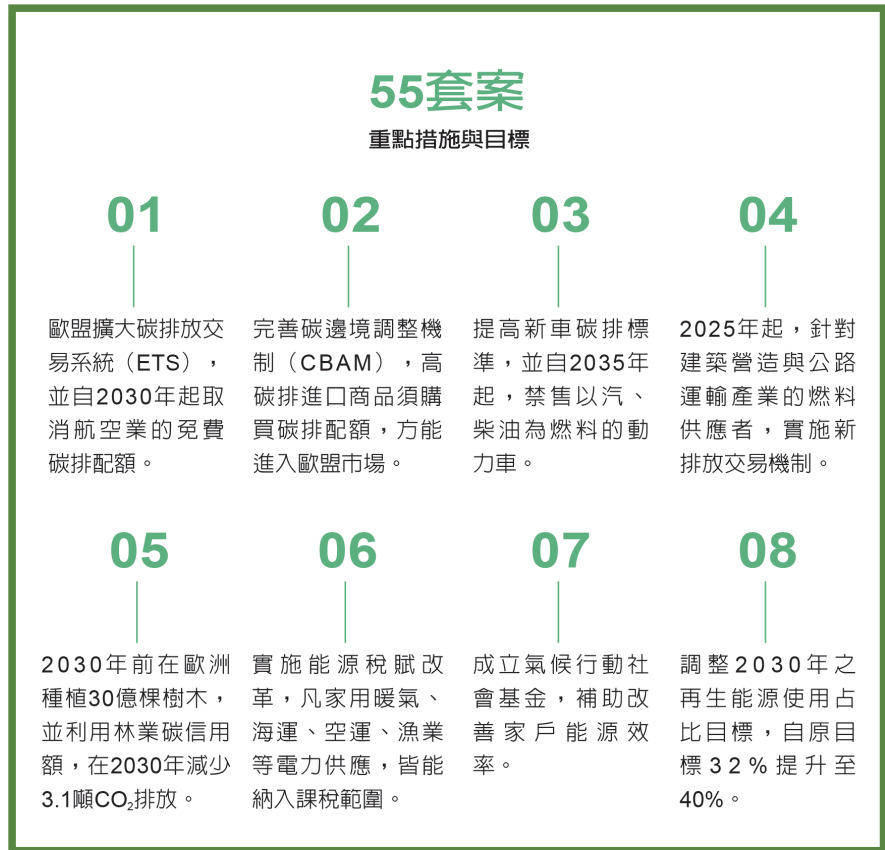 55套案
重點措施與目標
01
歐盟擴大碳排放交
易系統（ETS），
並自2030年起取
消航空業的免費
碳排配額。
02
完善碳邊境調整機
制（CBAM），高
碳排進口商品須購
買碳排配額，方能
進入歐盟市場。
03
提高新車碳排標
準，並自2035年
起，禁售以汽、
柴油為燃料的動
力車。
04
2025年起，針對
建築營造與公路
運輸產業的燃料
供應者，實施新
排放交易機制。
05
2030年前在歐洲
種植30億棵樹木，
並利用林業碳信用
額，在2030年減少
3.1噸CO₂排放。
06
實施能源稅賦改
革，凡家用暖氣、
海運、空運、漁業
等電力供應，皆能
納入課稅範圍。
07
成立氣候行動社
會基金，補助改
善家戶能源效
率。
08
調整2030年之
再生能源使用占
比目標，自原目
標32%提升至
40%。